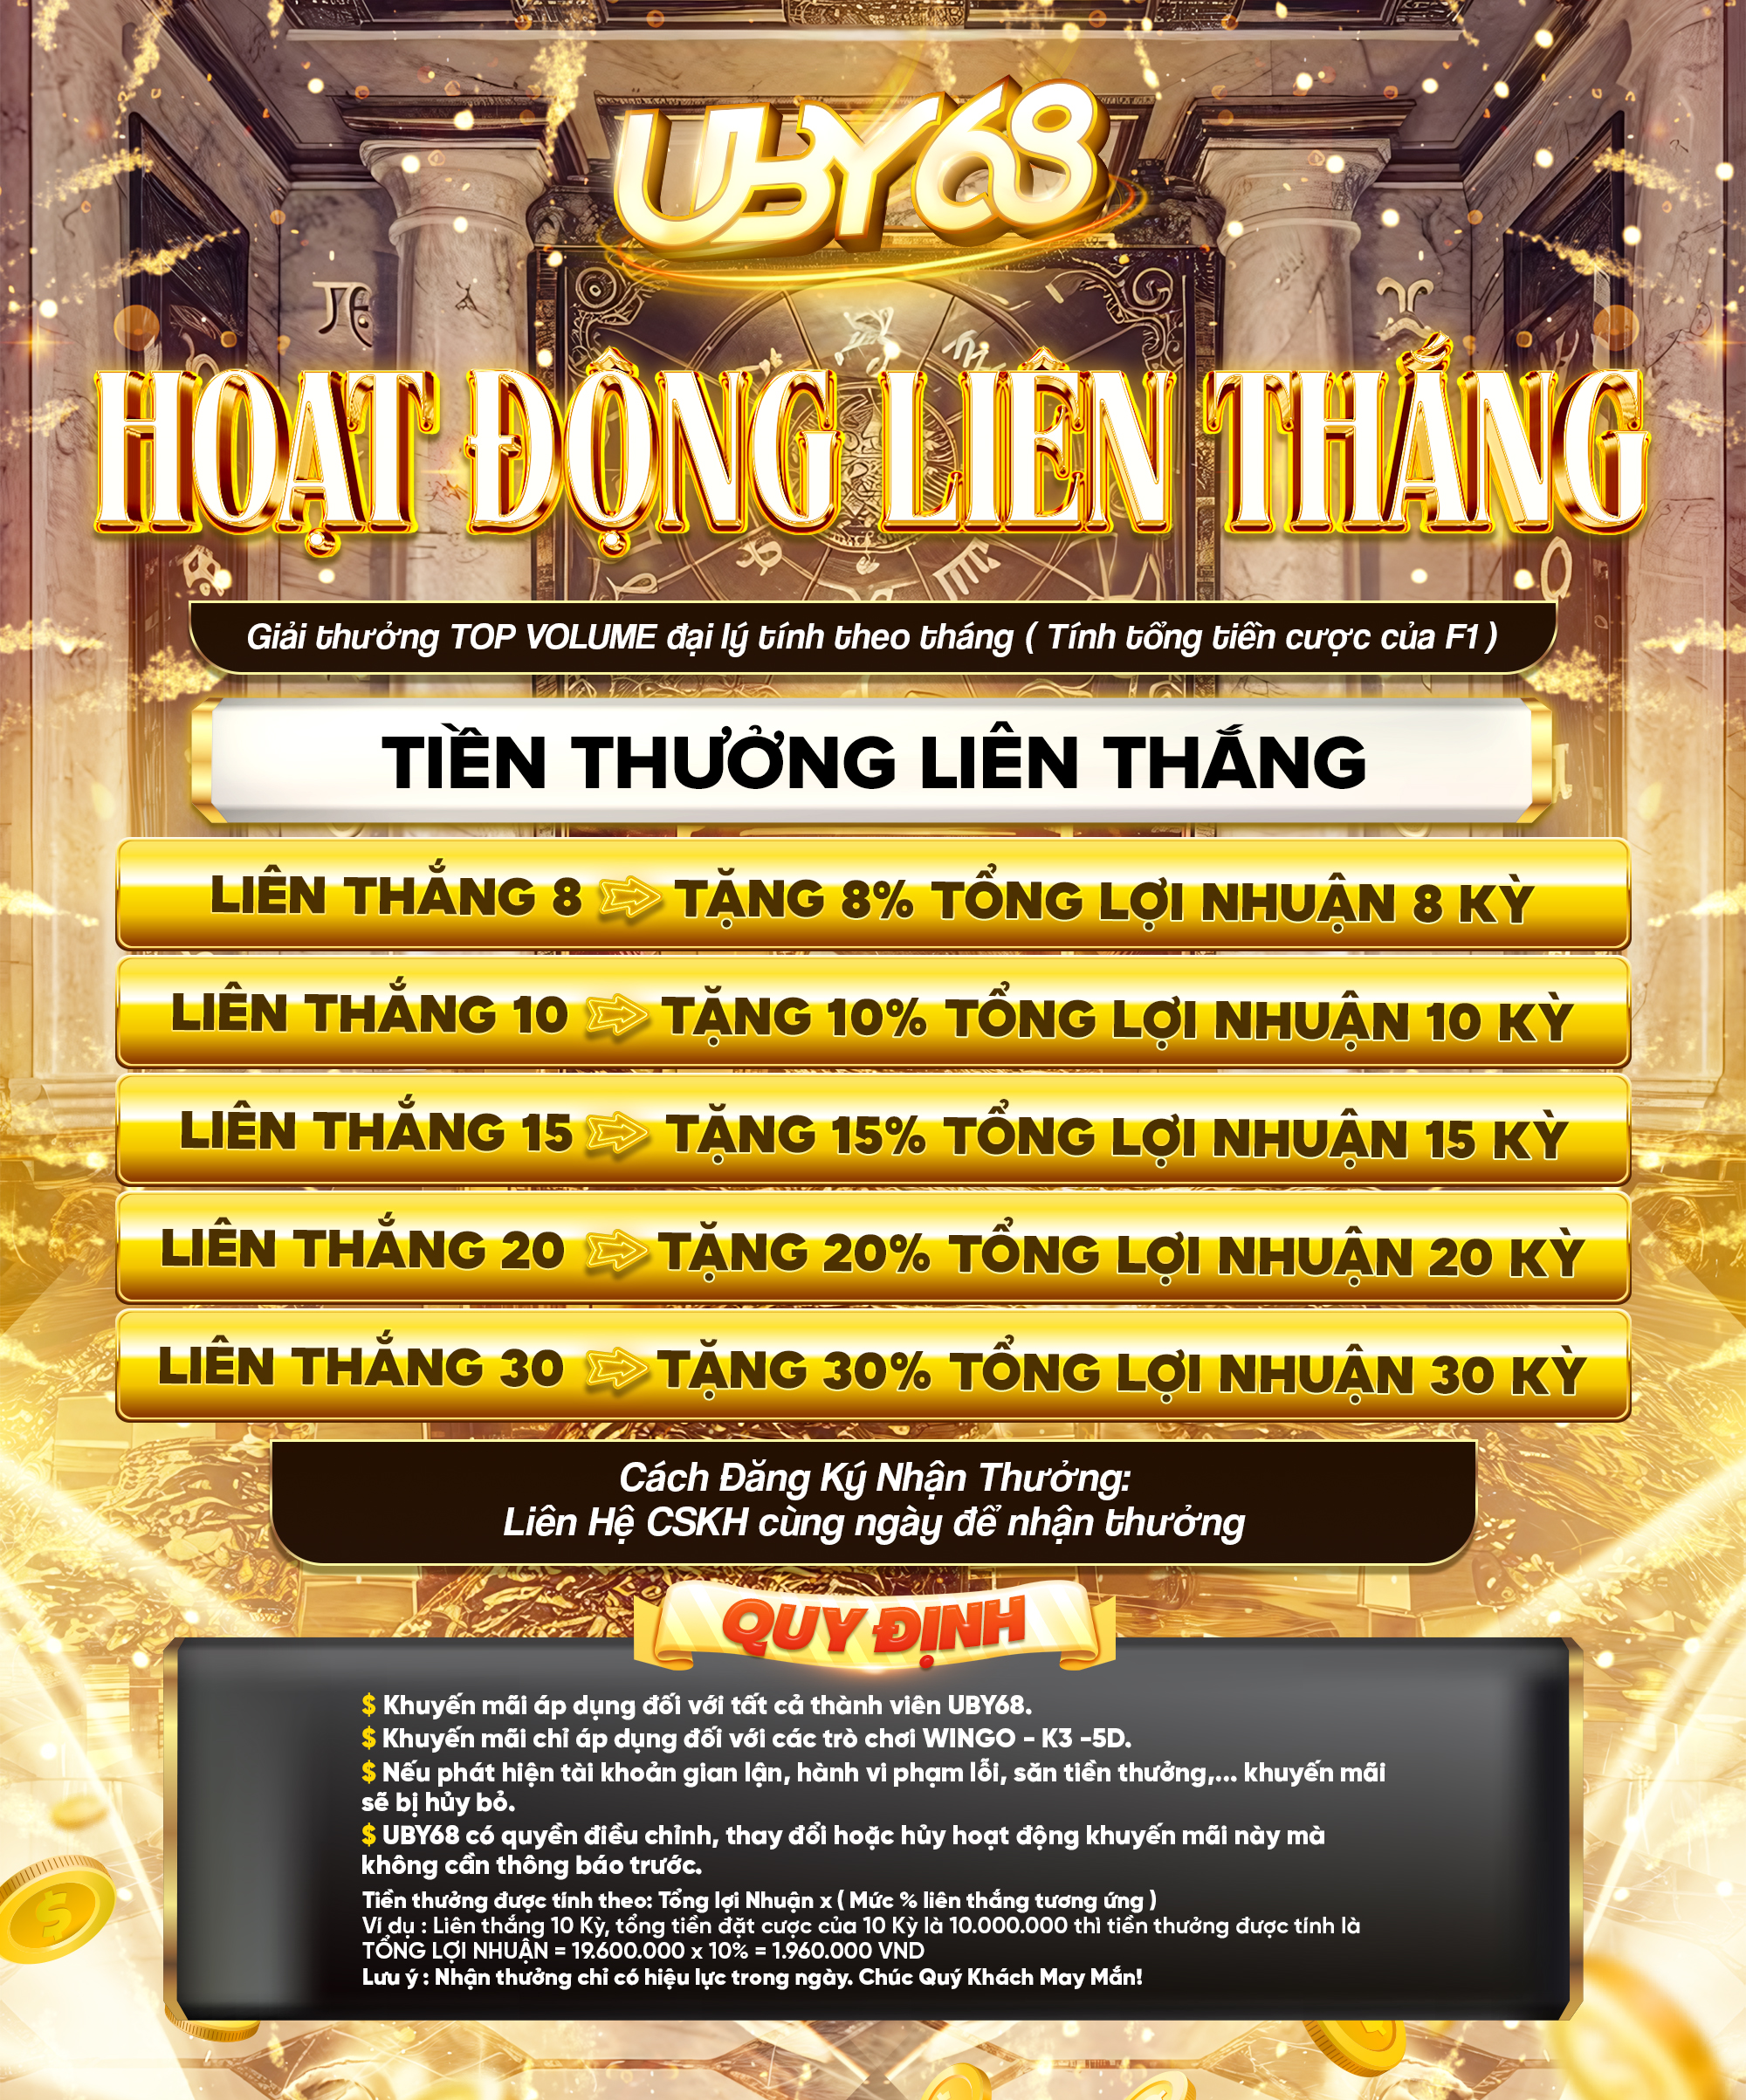 UBY68
HOẠT ĐỘNG LIÊN THẮNG
Giải thưởng TOP VOLUME đại lý tính theo tháng ( Tính tổng tiền cược của F1 )
TIỀN THƯỞNG LIÊN THẮNG
LIÊN THẮNG 8 TẶNG 8% TỔNG LỢI NHUẬN 8 KỲ
LIÊN THẮNG 10 TẶNG 10% TỔNG LỢI NHUẬN 10 KỲ
LIÊN THẮNG 15 TẶNG 15% TỔNG LỢI NHUẬN 15 KỲ
LIÊN THẮNG 20 TẶNG 20% TỔNG LỢI NHUẬN 20 KỲ
LIÊN THẮNG 30 TẶNG 30% TỔNG LỢI NHUẬN 30 KỲ
Cách Đăng Ký Nhận Thưởng:
Liên Hệ CSKH cùng ngày để nhận thưởng
QUY ĐỊNH
$ Khuyến mãi áp dụng đối với tất cả thành viên UBY68.
$ Khuyến mãi chỉ áp dụng đối với các trò chơi WINGO - K3 -5D.
$ Nếu phát hiện tài khoản gian lận, hành vi phạm lỗi, săn tiền thưởng,... khuyến mãi
sẽ bị hủy bỏ.
$ UBY68 có quyền điều chỉnh, thay đổi hoặc hủy hoạt động khuyến mãi này mà
không cần thông báo trước.
Tiền thưởng được tính theo: Tổng lợi Nhuận x ( Mức % liên thắng tương ứng )
Ví dụ : Liên thắng 10 Kỳ, tổng tiền đặt cược của 10 Kỳ là 10.000.000 thì tiền thưởng được tính là
TỔNG LỢI NHUẬN = 19.600.000 x 10% = 1.960.000 VND
Lưu ý : Nhận thưởng chỉ có hiệu lực trong ngày. Chúc Quý Khách May Mắn!